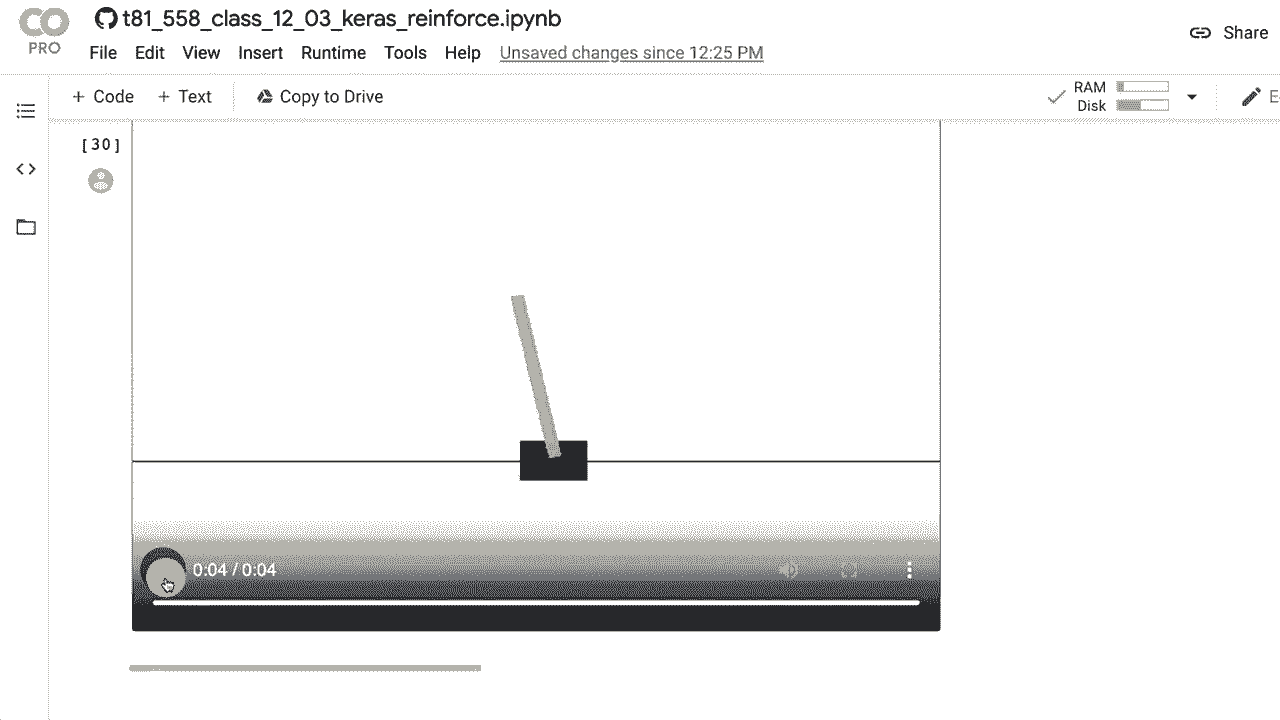 CO
PRO
t81_558_class_12_03_keras_reinforce.ipynb
Share
File Edit View Insert Runtime Tools Help Unsaved changes since 12:25 PM
+ Code + Text Copy to Drive
RAM
Disk
E
[30]
0:04 / 0:04